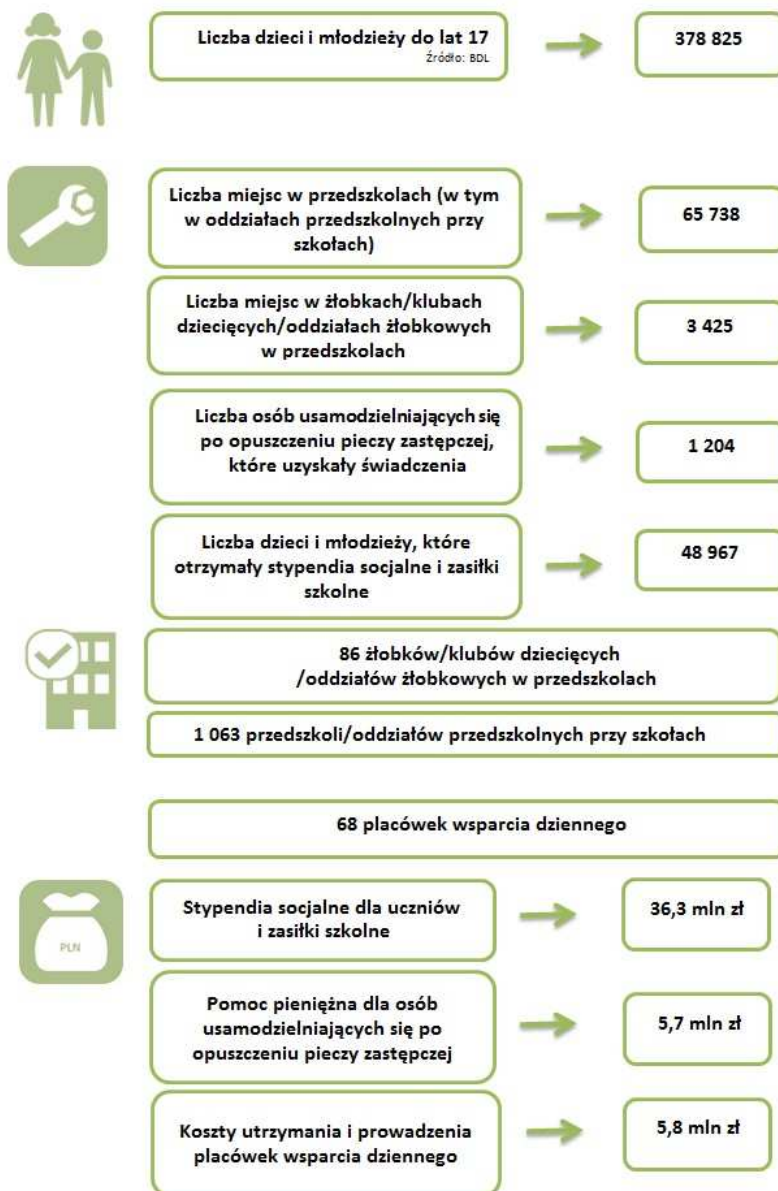 Liczba dzieci i młodzieży do lat 17
Źródło: BDL
378 825
Liczba miejsc w przedszkolach (w tym
w oddziałach przedszkolnych przy
szkołach)
65 738
Liczba miejsc w żłobkach/klubach
dziecięcych/oddziałach żłobkowych
w przedszkolach
3 425
Liczba osób usamodzielniających się
po opuszczeniu pieczy zastępczej,
które uzyskały świadczenia
1 204
Liczba dzieci i młodzieży, które
otrzymały stypendia socjalne i zasiłki
szkolne
48 967
86 żłobków/klubów dziecięcych
/oddziałów żłobkowych w przedszkolach
1 063 przedszkoli/oddziałów przedszkolnych przy szkołach
68 placówek wsparcia dziennego
PLN
Stypendia socjalne dla uczniów
i zasiłki szkolne
36,3 mln zł
Pomoc pieniężna dla osób
usamodzielniających się po
opuszczeniu pieczy zastępczej
5,7 mln zł
Koszty utrzymania i prowadzenia
placówek wsparcia dziennego
5,8 mln zł